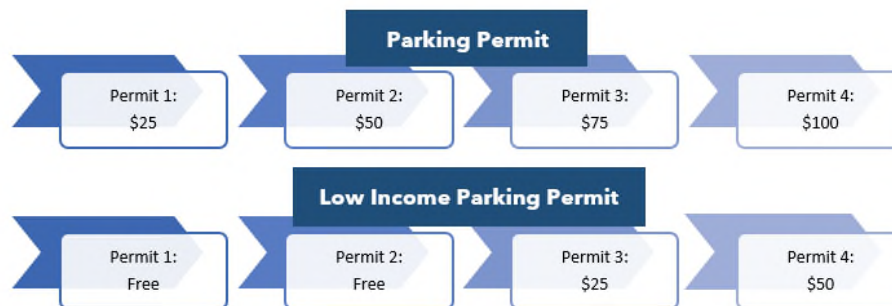 Parking Permit
Permit 1:
$25
Permit 2:
$50
Permit 3:
$75
Permit 4:
$100
Low Income Parking Permit
Permit 1:
Free
Permit 2:
Free
Permit 3:
$25
Permit 4:
$50